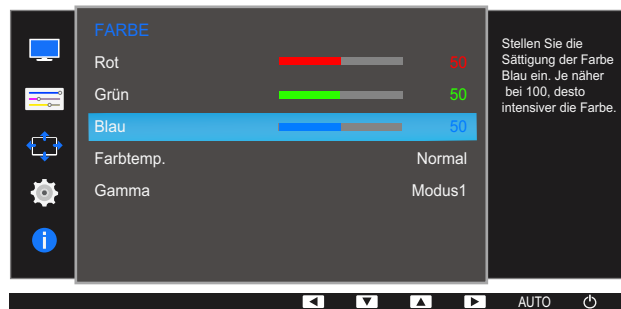 FARBE
Rot 50
Grün 50
Blau 50
Farbtemp. Normal
Gamma Modus1
Stellen Sie die
Sättigung der Farbe
Blau ein. Je näher
bei 100, desto
intensiver die Farbe.
AUTO